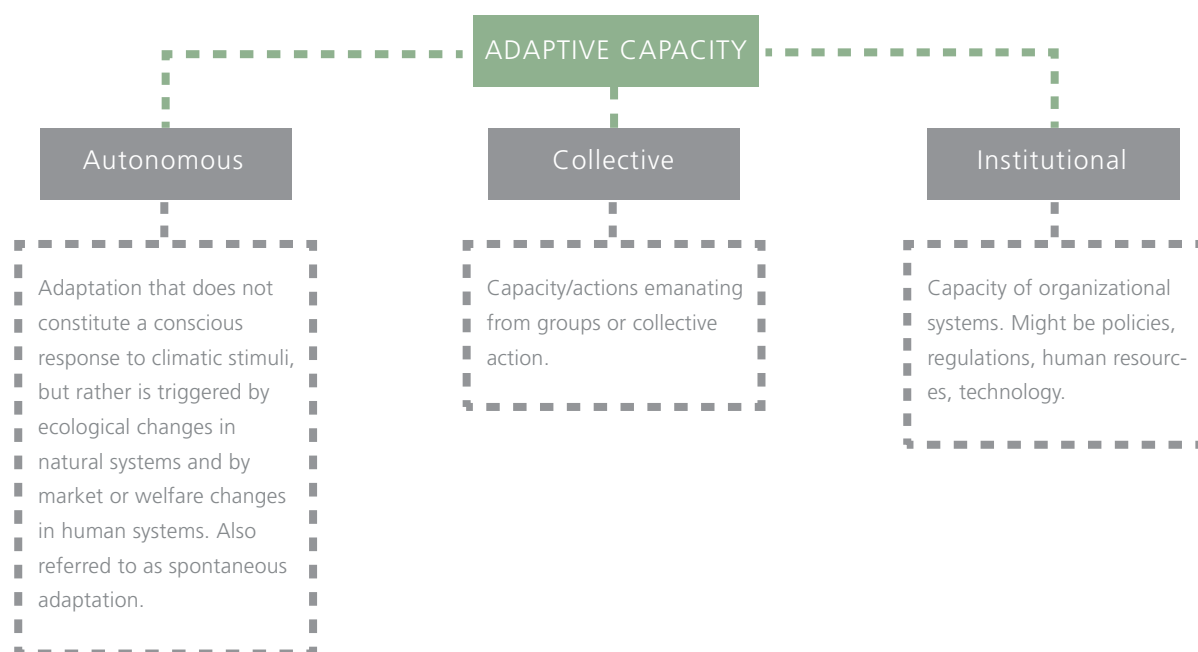 ADAPTIVE CAPACITY
Autonomous
Adaptation that does not
constitute a conscious
response to climatic stimuli,
but rather is triggered by
ecological changes in
natural systems and by
market or welfare changes
in human systems. Also
referred to as spontaneous
adaptation.
Collective
Capacity/actions emanating
from groups or collective
action.
Institutional
Capacity of organizational
systems. Might be policies,
regulations, human resourc-
es, technology.